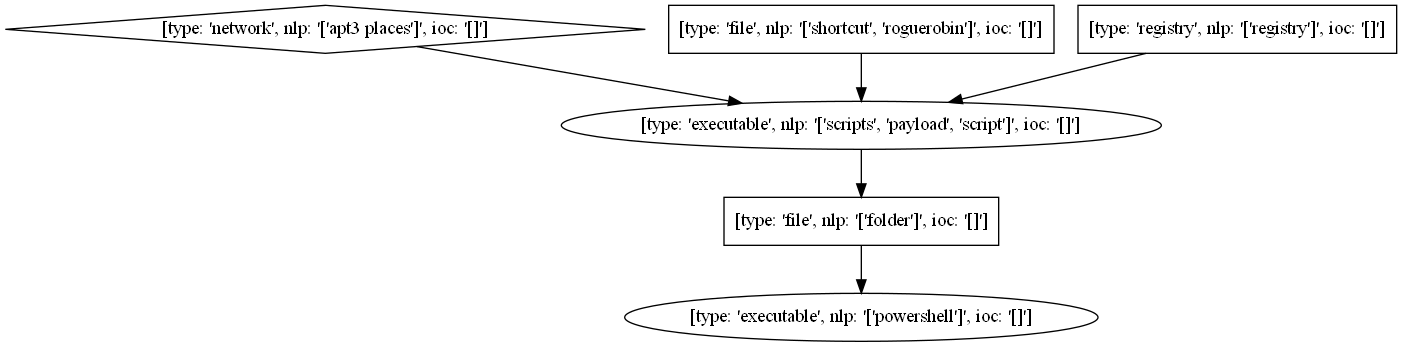 [type: 'network', nlp: '['apt3 places']', ioc: '[]']
[type: 'file', nlp: '['shortcut', 'roguerobin']', ioc: '[]']
[type: 'registry', nlp: '['registry']', ioc: '[]']
[type: 'executable', nlp: '['scripts', 'payload', 'script']', ioc: '[]']
[type: 'file', nlp: '['folder']', ioc: '[]']
[type: 'executable', nlp: '['powershell']', ioc: '[]']